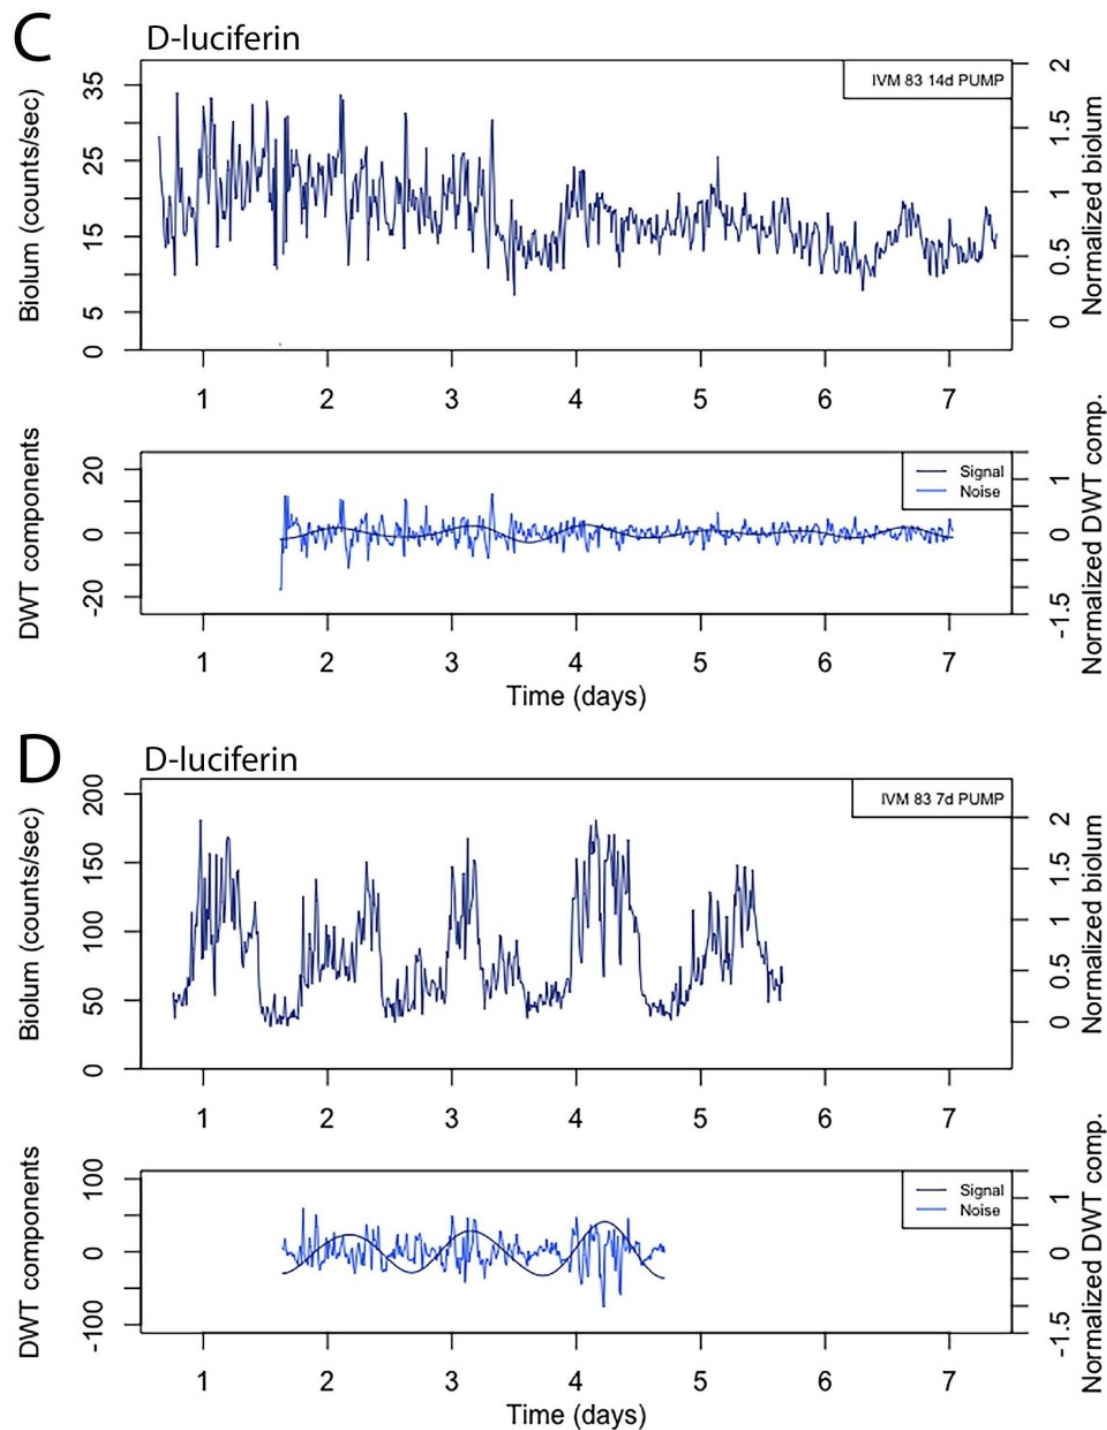 C
D-luciferin
IVM 83 14d PUMP
Biolum (counts/sec)
35
25
15
5
0
2
1.5
1
0.5
0
Normalized biolum
1 2 3 4 5 6 7
DWT components
20
0
-20
Signal
Noise
1
0
-1.5
Normalized DWT comp.
1 2 3 4 5 6 7
Time (days)
D
D-luciferin
IVM 83 7d PUMP
Biolum (counts/sec)
200
150
100
50
0
2
1.5
1
0.5
0
Normalized biolum
1 2 3 4 5 6 7
DWT components
100
0
-100
Signal
Noise
1
0
-1.5
Normalized DWT comp.
1 2 3 4 5 6 7
Time (days)